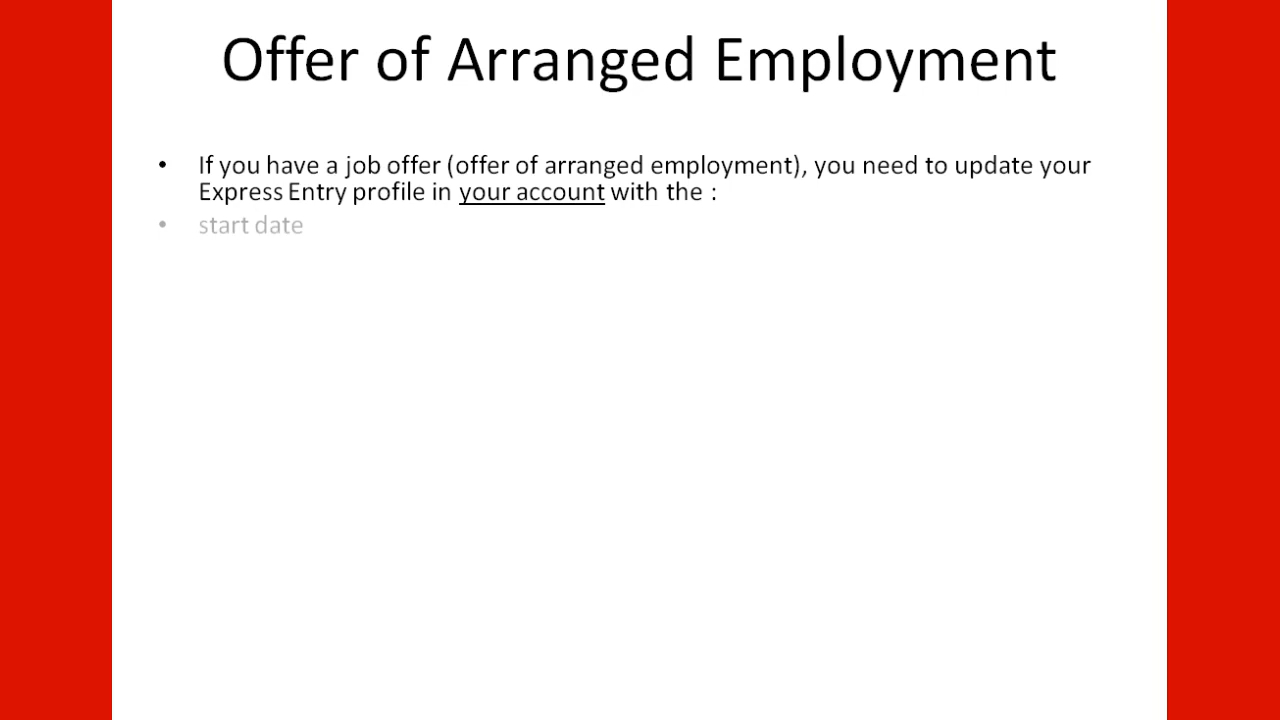 Offer of Arranged Employment
• If you have a job offer (offer of arranged employment), you need to update your
Express Entry profile in your account with the :
• start date